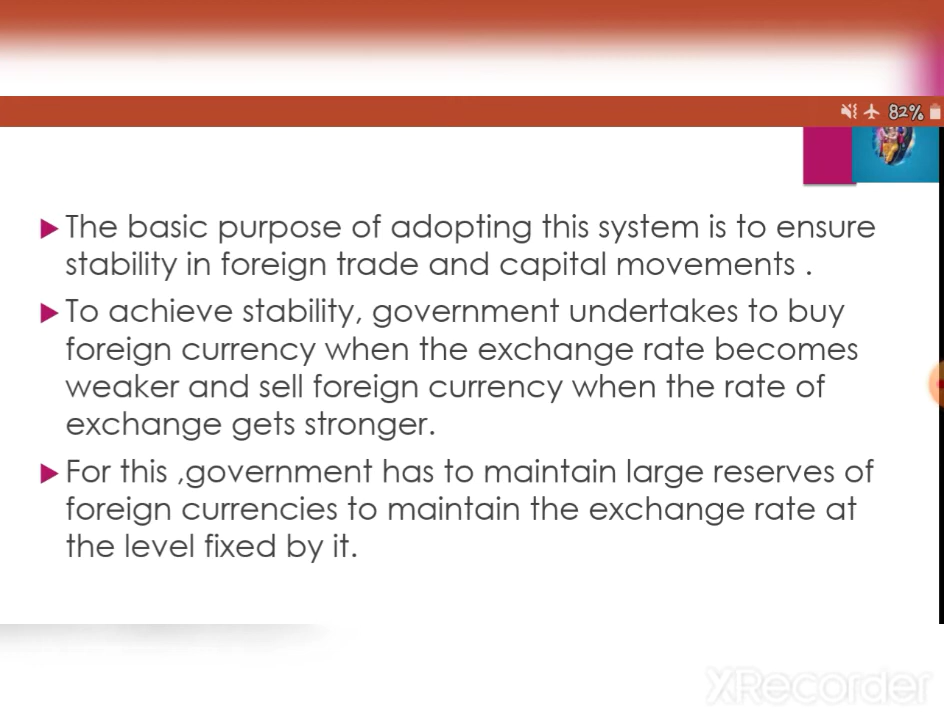 82%
The basic purpose of adopting this system is to ensure
stability in foreign trade and capital movements .
To achieve stability, government undertakes to buy
foreign currency when the exchange rate becomes
weaker and sell foreign currency when the rate of
exchange gets stronger.
For this ,government has to maintain large reserves of
foreign currencies to maintain the exchange rate at
the level fixed by it.
XRecorder